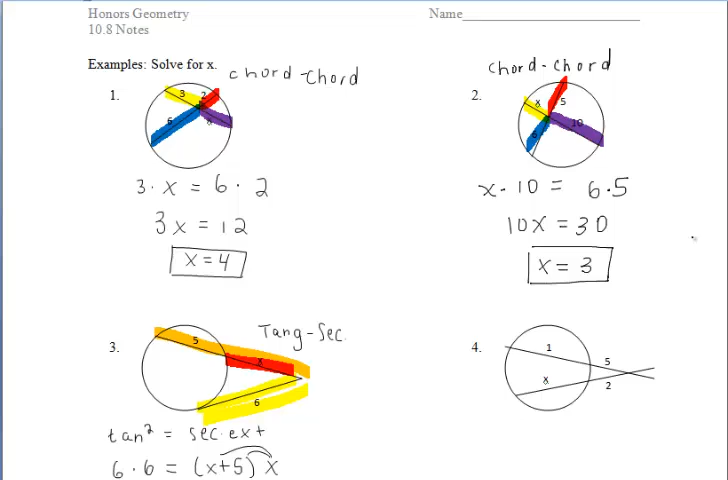 Honors Geometry Name
10.8 Notes
Examples: Solve for x.
1. chord-chord
3 2
6 x
3 · x = 6 · 2
3x = 12
x = 4
2. chord-chord
x 5
6 10
x · 10 = 6 · 5
10x = 30
x = 3
3. Tang-Sec.
5
x
6
tan² = sec · ext
6 · 6 = (x+5) x
4.
1
5
x
2